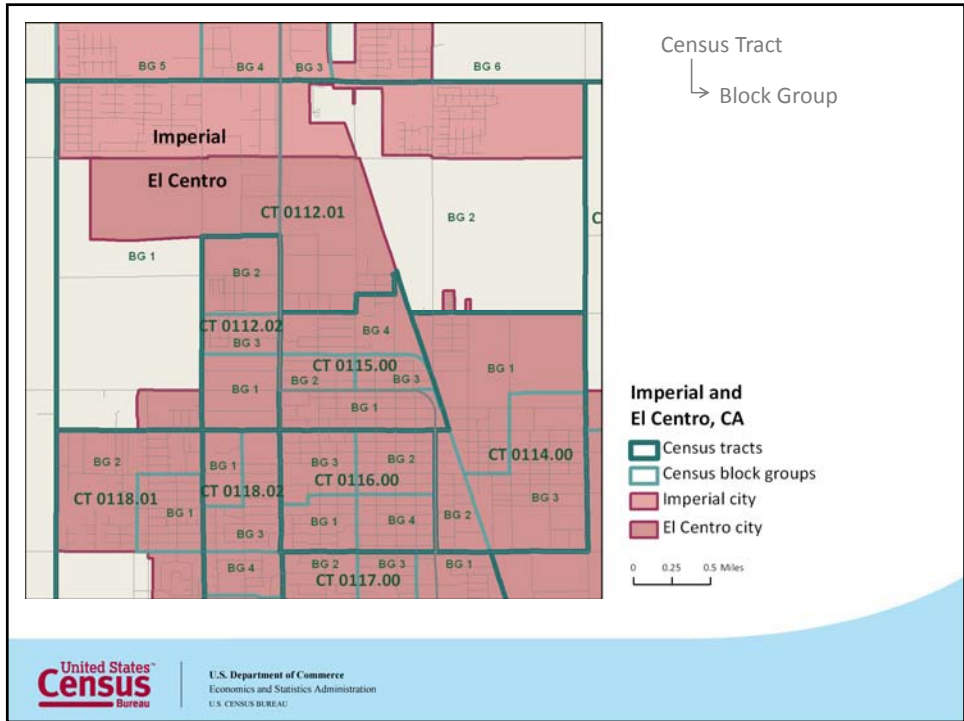 Census Tract
Block Group
BG 5
BG 4
BG 3
BG 6
Imperial
El Centro
CT 0112.01
BG 2
C
BG 1
BG 2
CT 0112.02
BG 3
BG 4
CT 0115.00
BG 2
BG 3
BG 1
BG 1
BG 1
BG 2
BG 1
BG 3
BG 2
CT 0114.00
CT 0118.01
CT 0118.02
CT 0116.00
BG 1
BG 3
BG 1
BG 4
BG 2
BG 3
BG 4
BG 2
BG 3
BG 1
CT 0117.00
Imperial and
El Centro, CA
Census tracts
Census block groups
Imperial city
El Centro city
0 0.25 0.5 Miles
United States™
Census
Bureau
U.S. Department of Commerce
Economics and Statistics Administration
U.S. CENSUS BUREAU